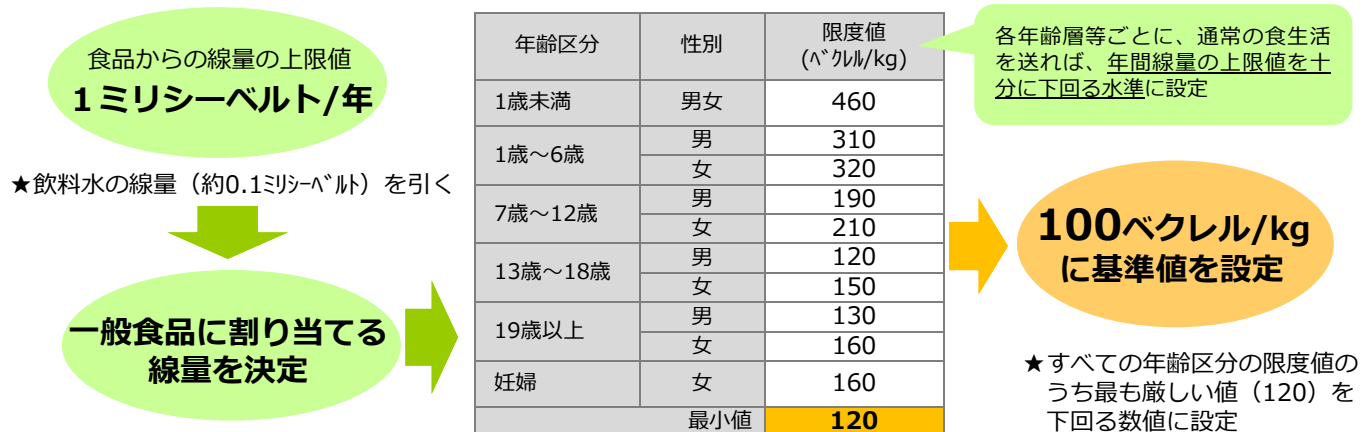 食品からの線量の上限値
１ミリシーベルト/年
★飲料水の線量（約0.1ﾐﾘｼｰﾍﾞﾙﾄ）を引く
一般食品に割り当てる
線量を決定
年齢区分 性別 限度値
(ﾍﾞｸﾚﾙ/kg)
1歳未満 男女 460
1歳～6歳 男 310
女 320
7歳～12歳 男 190
女 210
13歳～18歳 男 120
女 150
19歳以上 男 130
女 160
妊婦 女 160
最小値 120
各年齢層等ごとに、通常の食生活
を送れば、年間線量の上限値を十
分に下回る水準に設定
100ベクレル/kg
に基準値を設定
★すべての年齢区分の限度値の
うち最も厳しい値（120）を
下回る数値に設定